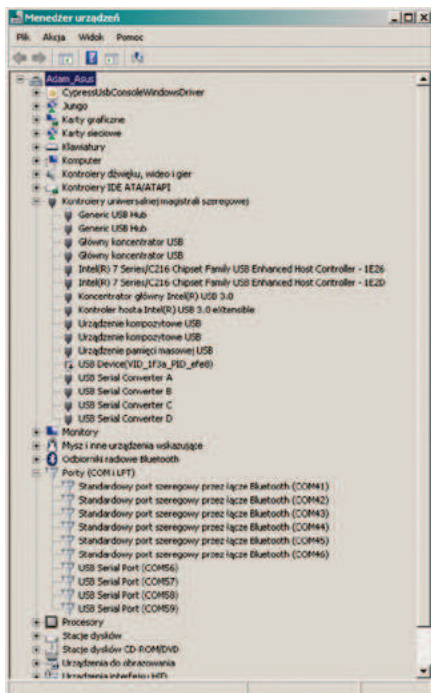 Menedżer urządzeń
Plik Akcja Widok Pomoc
Adam_Asus
CypressUsbConsoleWindowsDriver
Jungo
Karty graficzne
Karty sieciowe
Klawiatury
Komputer
Kontrolery dźwięku, wideo i gier
Kontrolery IDE ATA/ATAPI
Kontrolery uniwersalnej magistrali szeregowej
Generic USB Hub
Generic USB Hub
Główny koncentrator USB
Główny koncentrator USB
Intel(R) 7 Series/C216 Chipset Family USB Enhanced Host Controller - 1E26
Intel(R) 7 Series/C216 Chipset Family USB Enhanced Host Controller - 1E2D
Koncentrator główny Intel(R) USB 3.0
Kontroler hosta Intel(R) USB 3.0 eXtensible
Urządzenie kompozytowe USB
Urządzenie kompozytowe USB
Urządzenie pamięci masowej USB
USB Device(VID_1f3a_PID_efe8)
USB Serial Converter A
USB Serial Converter B
USB Serial Converter C
USB Serial Converter D
Monitory
Mysz i inne urządzenia wskazujące
Odbiorniki radiowe Bluetooth
Porty (COM i LPT)
Standardowy port szeregowy przez łącze Bluetooth (COM41)
Standardowy port szeregowy przez łącze Bluetooth (COM42)
Standardowy port szeregowy przez łącze Bluetooth (COM43)
Standardowy port szeregowy przez łącze Bluetooth (COM44)
Standardowy port szeregowy przez łącze Bluetooth (COM45)
Standardowy port szeregowy przez łącze Bluetooth (COM46)
USB Serial Port (COM56)
USB Serial Port (COM57)
USB Serial Port (COM58)
USB Serial Port (COM59)
Procesory
Stacje dysków
Stacje dysków CD-ROM/DVD
Urządzenia do obrazowania
Urządzenia interfejsu HID